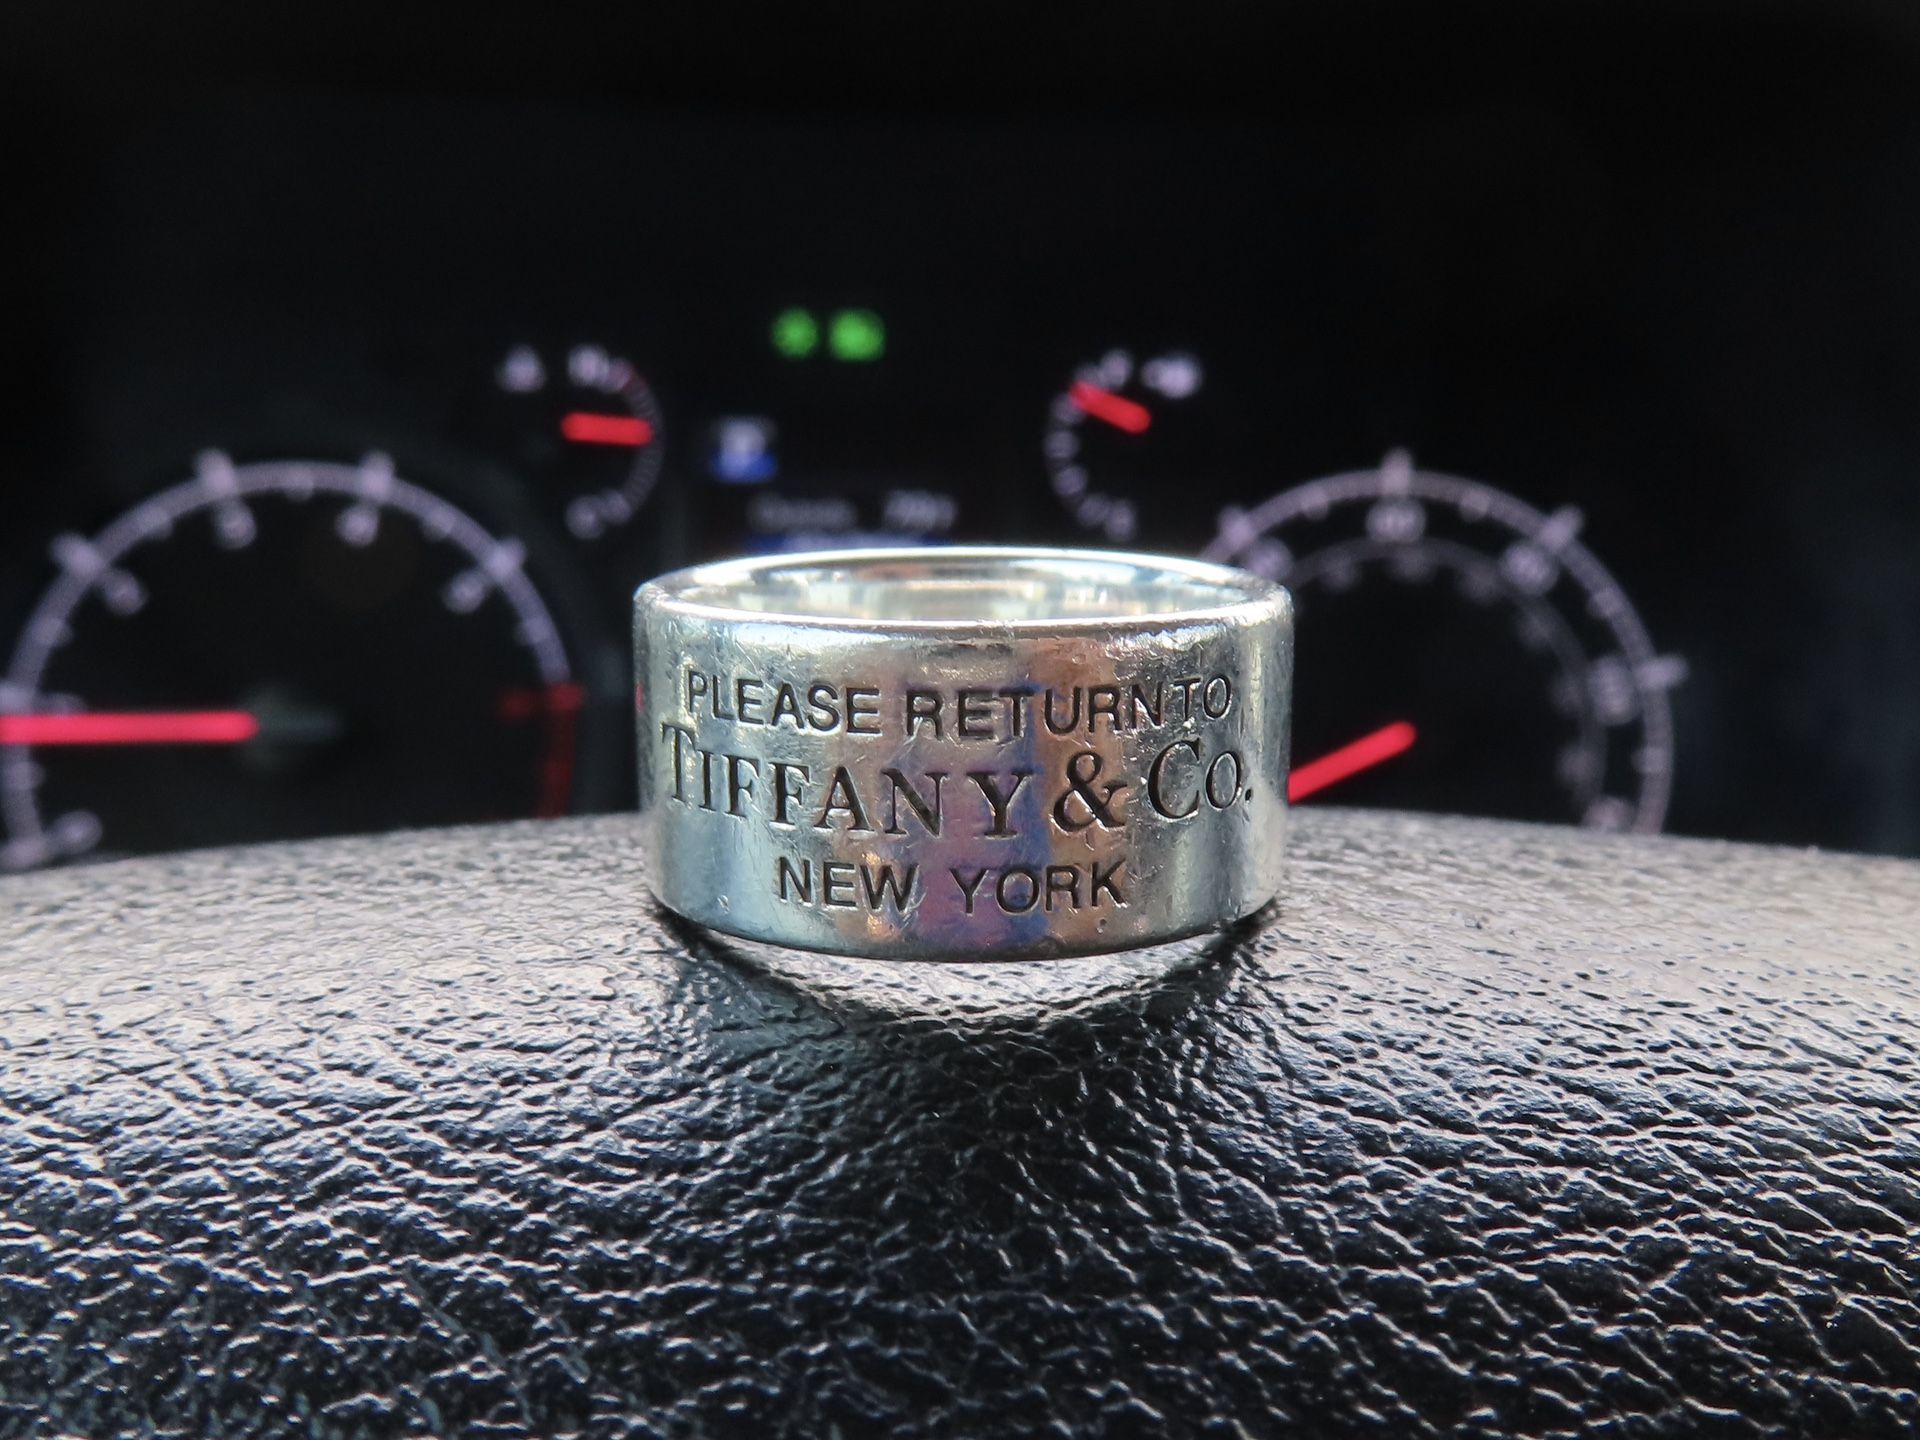 PLEASE RETURN TO
TIFFANY & CO.
NEW YORK